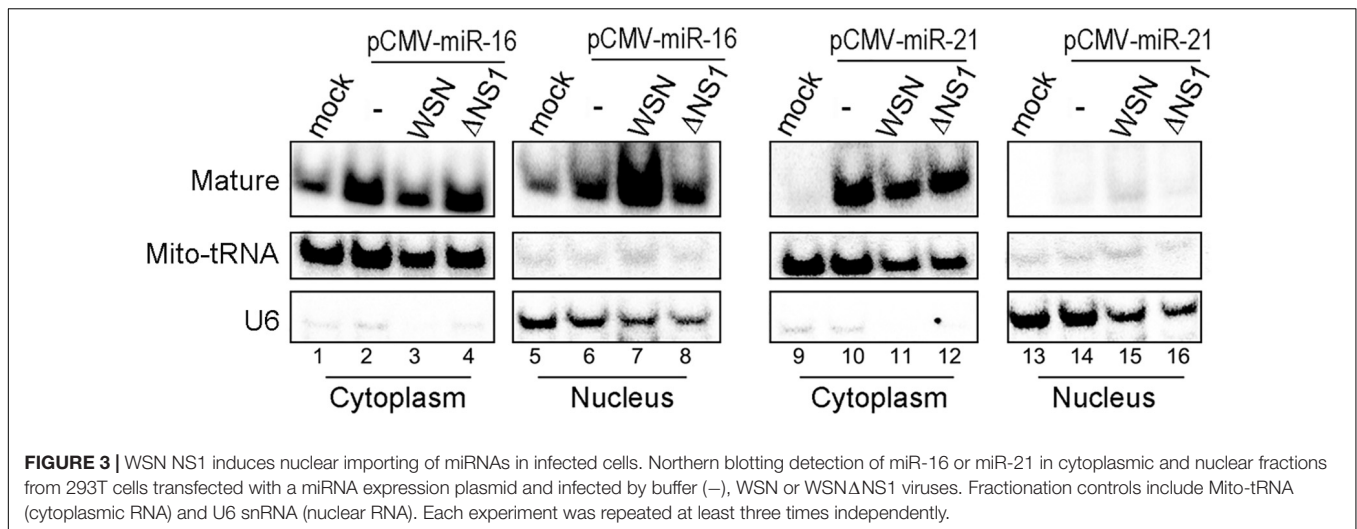 pCMV-miR-16 pCMV-miR-16 pCMV-miR-21 pCMV-miR-21
mock - WSN ΔNS1 mock - WSN ΔNS1 mock - WSN ΔNS1 mock - WSN ΔNS1
Mature
Mito-tRNA
U6
1 2 3 4 5 6 7 8 9 10 11 12 13 14 15 16
Cytoplasm Nucleus Cytoplasm Nucleus
FIGURE 3 | WSN NS1 induces nuclear importing of miRNAs in infected cells. Northern blotting detection of miR-16 or miR-21 in cytoplasmic and nuclear fractions
from 293T cells transfected with a miRNA expression plasmid and infected by buffer (−), WSN or WSNΔNS1 viruses. Fractionation controls include Mito-tRNA
(cytoplasmic RNA) and U6 snRNA (nuclear RNA). Each experiment was repeated at least three times independently.